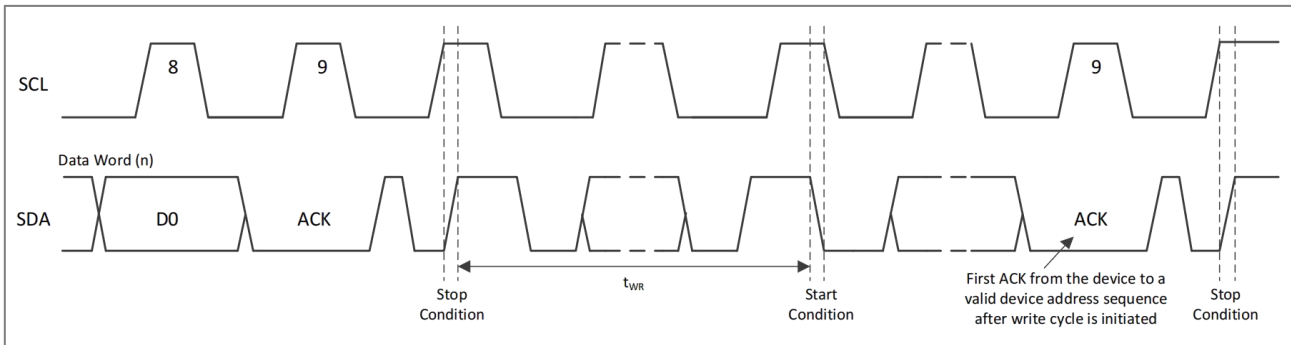 SCL
8
9
9
Data Word (n)
SDA
D0
ACK
ACK
tWR
Stop
Condition
Start
Condition
First ACK from the device to a
valid device address sequence
after write cycle is initiated
Stop
Condition